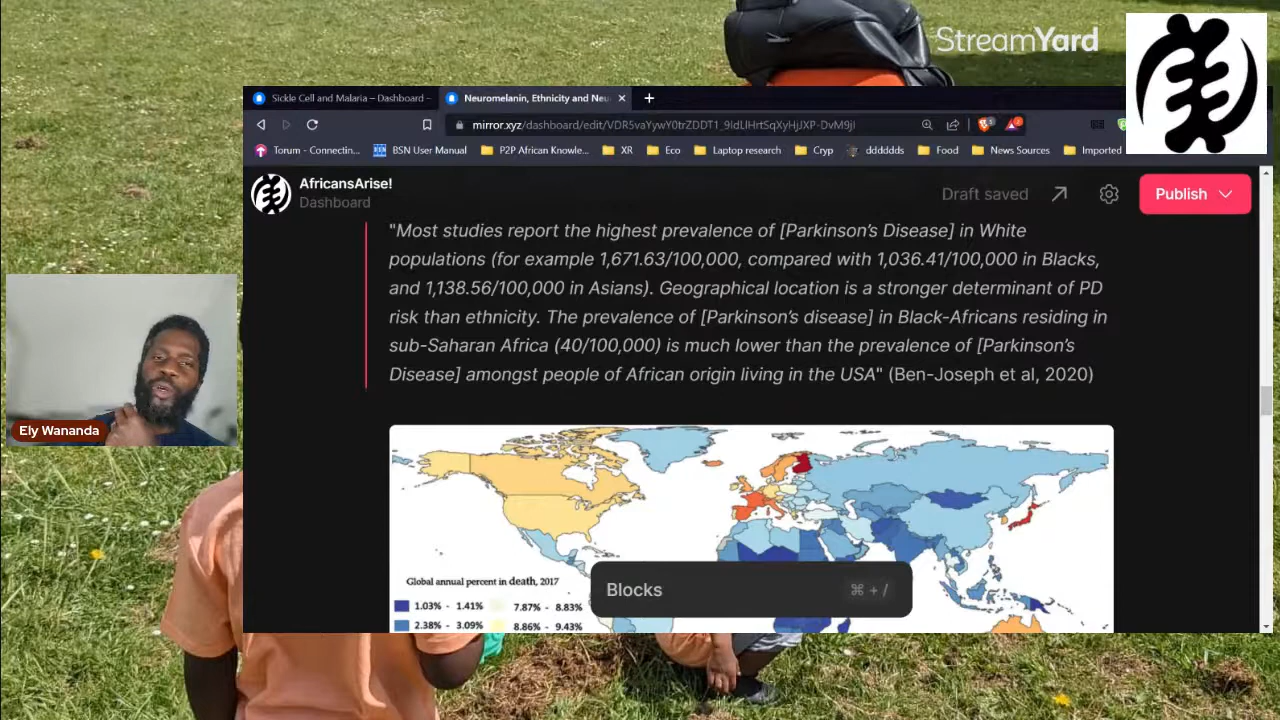 StreamYard
Sickle Cell and Malaria – Dashboard –
Neuromelanin, Ethnicity and Neu
mirror.xyz/dashboard/edit/VDR5vaYywY0trZDDT1_9IdLIHrtSqXyHjJXP-DvM9jI
Torum - Connectin...
BSN User Manual
P2P African Knowle...
XR
Eco
Laptop research
Cryp
dddddds
Food
News Sources
Imported
AfricansArise!
Dashboard
Draft saved
Publish
"Most studies report the highest prevalence of [Parkinson's Disease] in White
populations (for example 1,671.63/100,000, compared with 1,036.41/100,000 in Blacks,
and 1,138.56/100,000 in Asians). Geographical location is a stronger determinant of PD
risk than ethnicity. The prevalence of [Parkinson's disease] in Black-Africans residing in
sub-Saharan Africa (40/100,000) is much lower than the prevalence of [Parkinson's
Disease] amongst people of African origin living in the USA" (Ben-Joseph et al, 2020)
Ely Wananda
Global annual percent in death, 2017
1.03% - 1.41%
7.87% - 8.83%
2.38% - 3.09%
8.86% - 9.43%
Blocks
⌘ + /